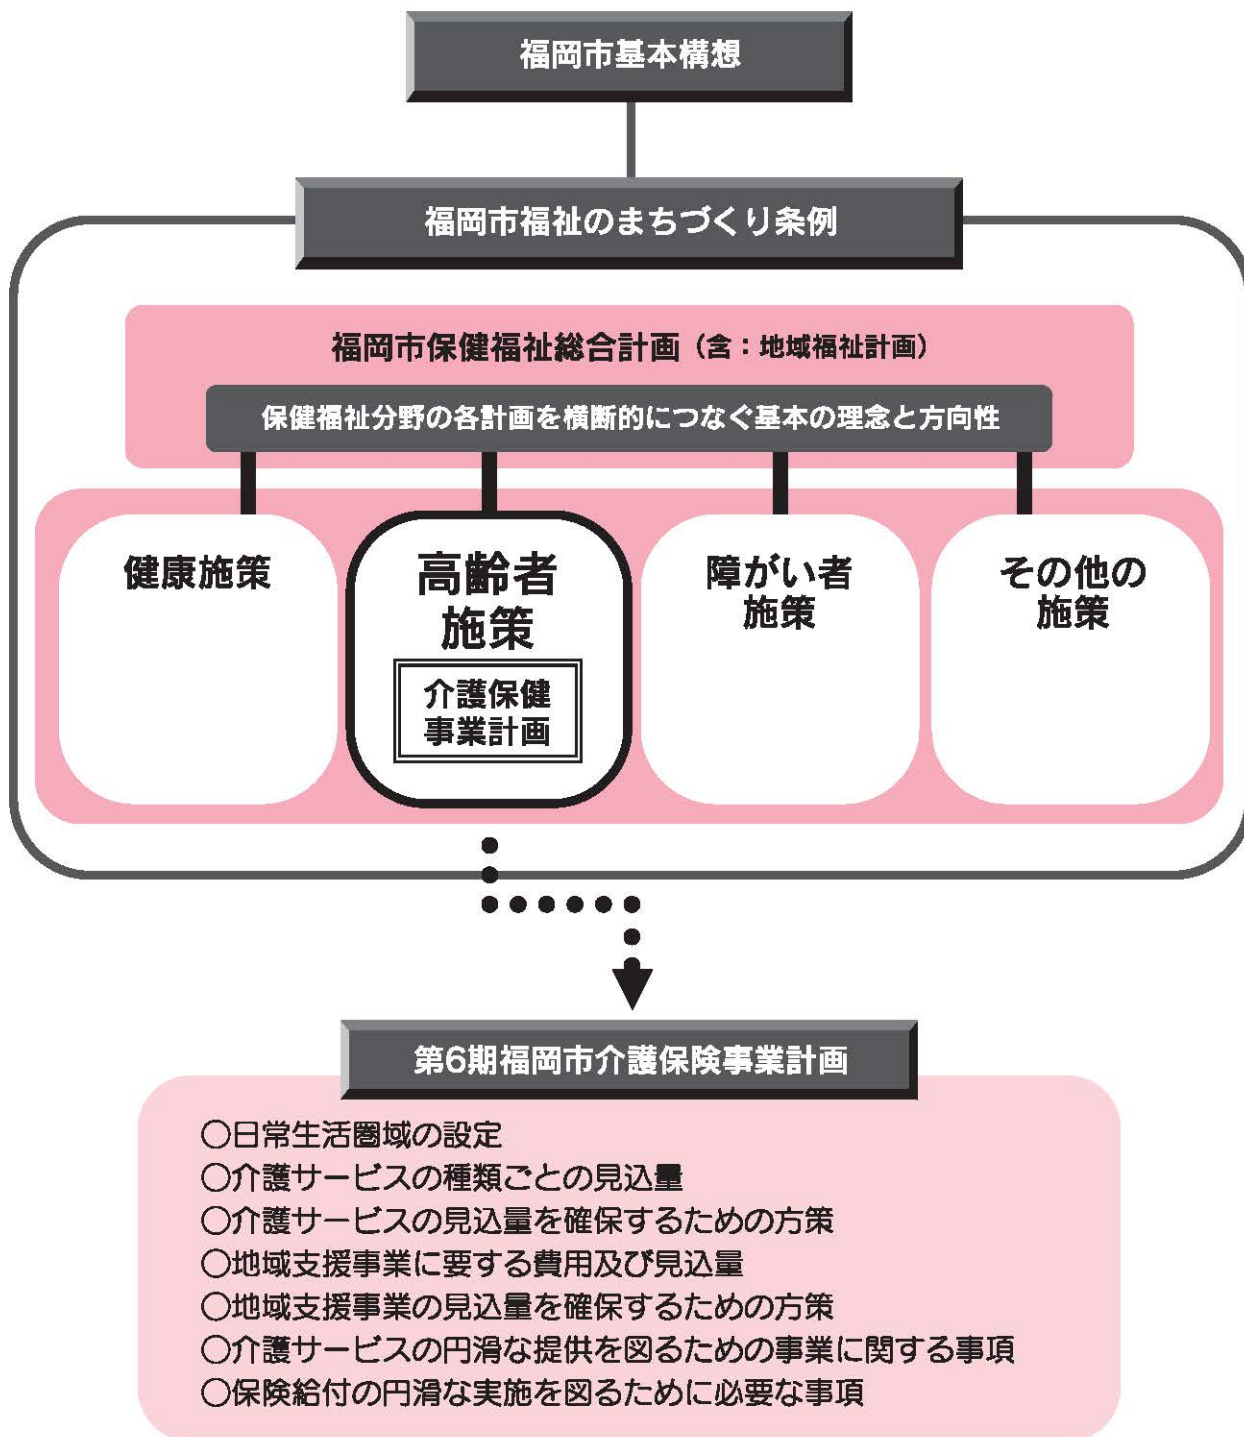 福岡市基本構想
福岡市福祉のまちづくり条例
福岡市保健福祉総合計画（含：地域福祉計画）
保健福祉分野の各計画を横断的につなぐ基本の理念と方向性
健康施策
高齢者
施策
介護保健
事業計画
障がい者
施策
その他の
施策
第6期福岡市介護保険事業計画
○日常生活圏域の設定
○介護サービスの種類ごとの見込量
○介護サービスの見込量を確保するための方策
○地域支援事業に要する費用及び見込量
○地域支援事業の見込量を確保するための方策
○介護サービスの円滑な提供を図るための事業に関する事項
○保険給付の円滑な実施を図るために必要な事項